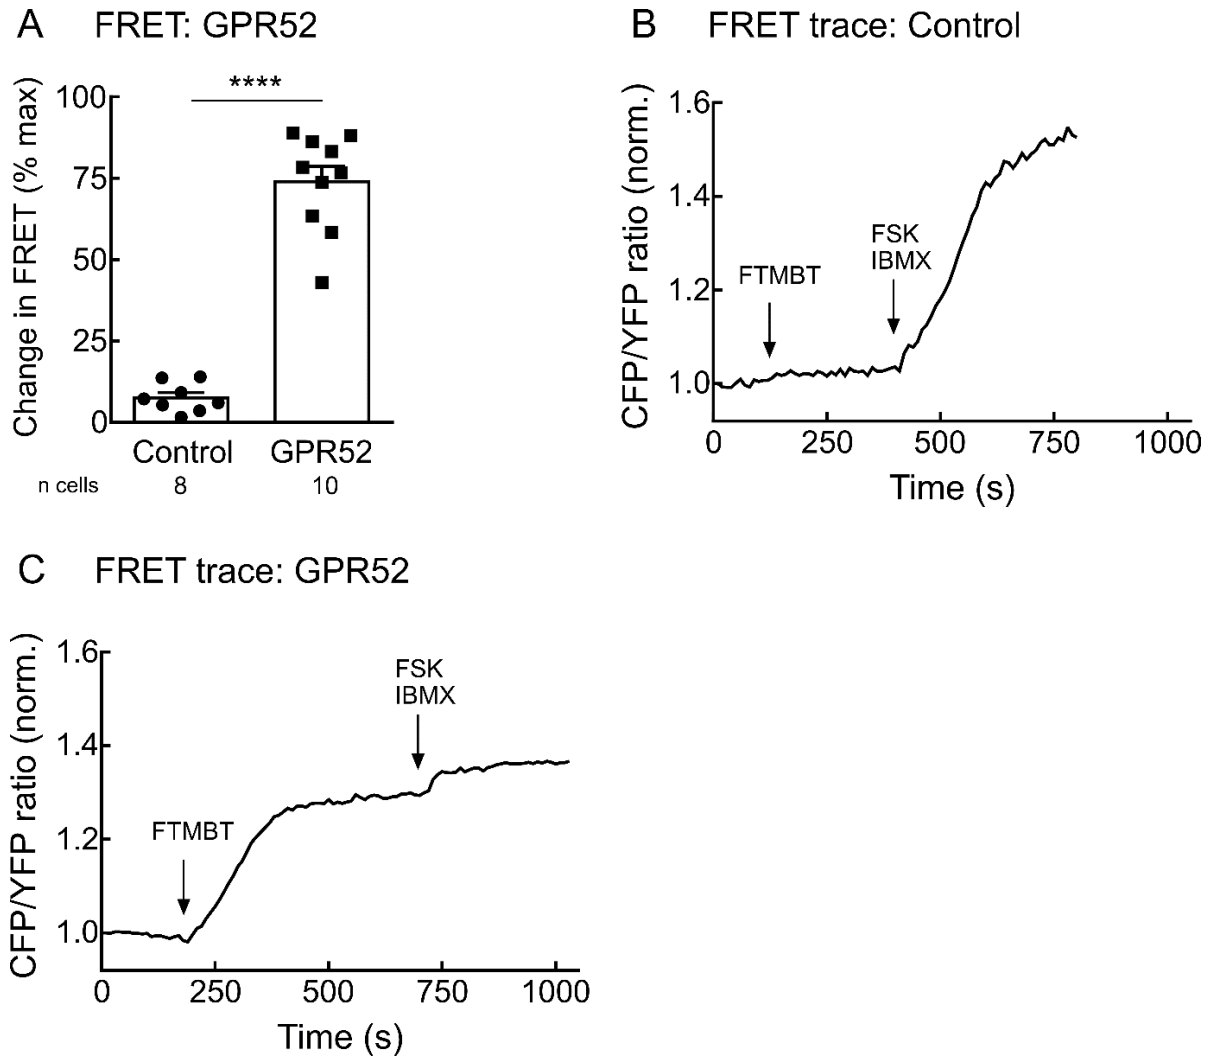 A FRET: GPR52
Change in FRET (% max)
100
75
50
25
0
****
Control GPR52
n cells 8 10
B FRET trace: Control
CFP/YFP ratio (norm.)
1.6
1.4
1.2
1.0
FTMBT
FSK
IBMX
0 250 500 750 1000
Time (s)
C FRET trace: GPR52
CFP/YFP ratio (norm.)
1.6
1.4
1.2
1.0
FTMBT
FSK
IBMX
0 250 500 750 1000
Time (s)